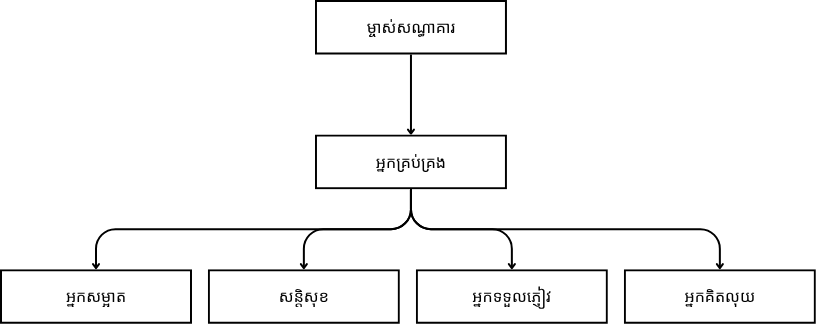 ម្ចាស់សណ្ធាគារ
អ្នកគ្រប់គ្រង
អ្នកសម្អាត
សន្តិសុខ
អ្នកទទួលភ្ញៀវ
អ្នកគិតលុយ